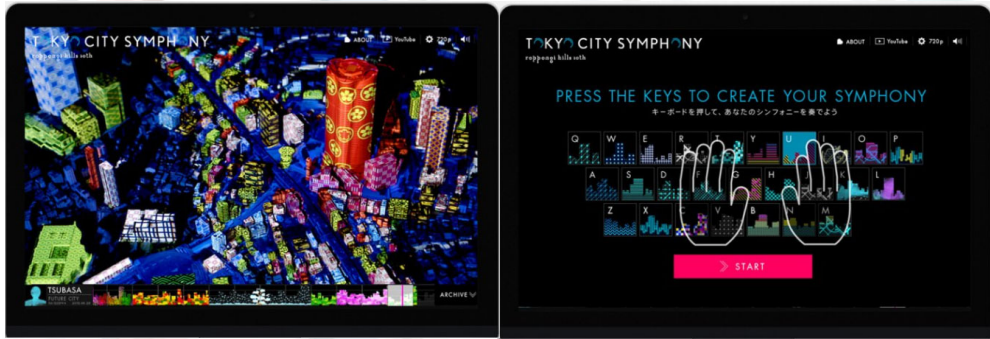 TOKYO CITY SYMPHONY
roppongi hills 10th
ABOUT
YouTube
720p
TSUBASA
FUTURE CITY
ARCHIVE
TOKYO CITY SYMPHONY
roppongi hills 10th
ABOUT
YouTube
720p
PRESS THE KEYS TO CREATE YOUR SYMPHONY
キーボードを押して、あなたのシンフォニーを奏でよう
Q W E R T Y U I O P
A S D F G H J K L
Z X V B N M
START